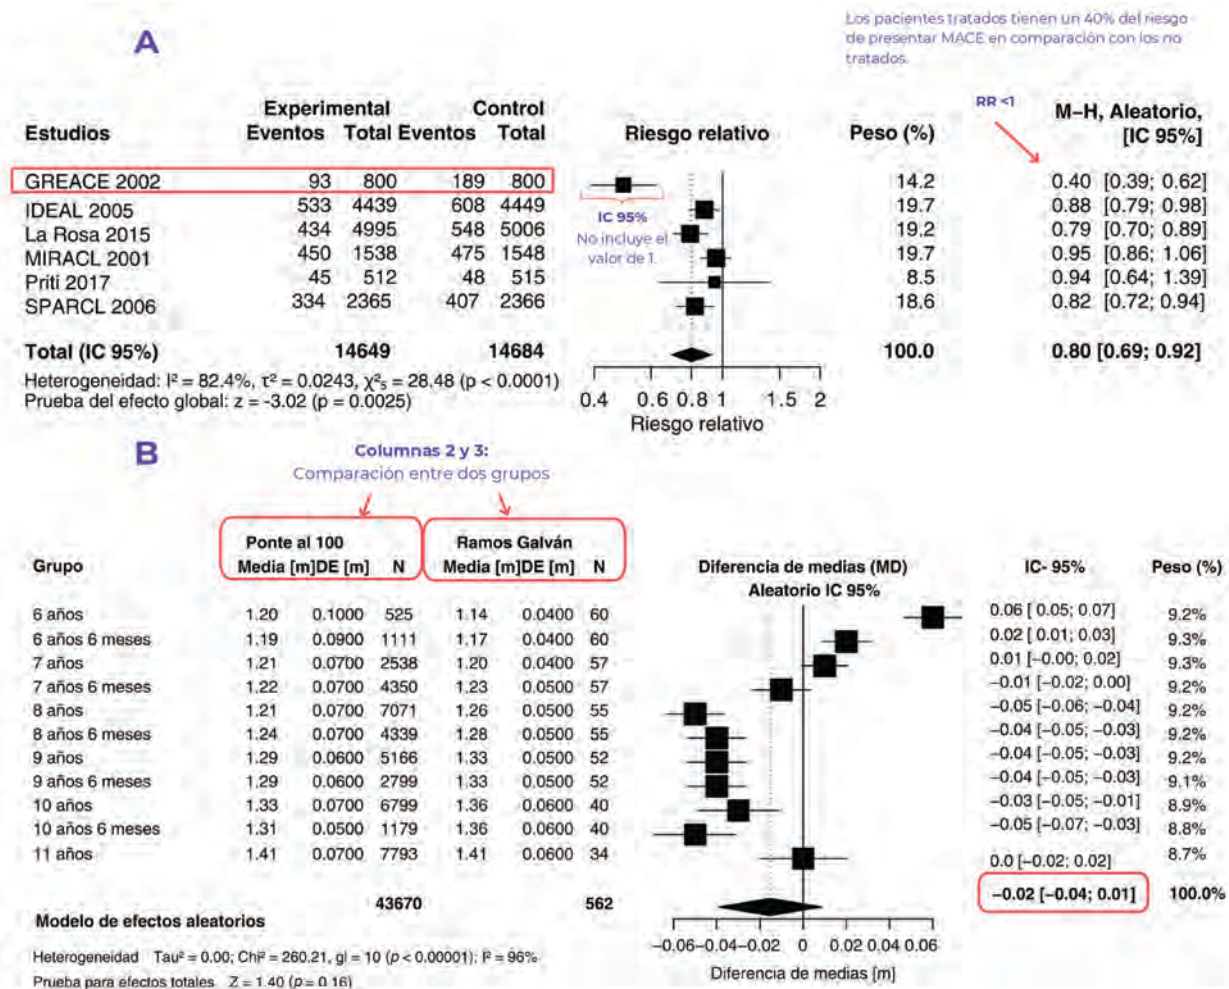 Los pacientes tratados tienen un 40% del riesgo
de presentar MACE en comparación con los no
tratados.
A
Experimental Control
RR <1
M–H, Aleatorio,
Estudios Eventos Total Eventos Total Riesgo relativo Peso (%) [IC 95%]
GREACE 2002 93 800 189 800 14.2 0.40 [0.39; 0.62]
IDEAL 2005 533 4439 608 4449 19.7 0.88 [0.79; 0.98]
La Rosa 2015 434 4995 548 5006 19.2 0.79 [0.70; 0.89]
MIRACL 2001 450 1538 475 1548 19.7 0.95 [0.86; 1.06]
Priti 2017 45 512 48 515 8.5 0.94 [0.64; 1.39]
SPARCL 2006 334 2365 407 2366 18.6 0.82 [0.72; 0.94]
IC 95%
No incluye el
valor de 1
Total (IC 95%) 14649 14684 100.0 0.80 [0.69; 0.92]
Heterogeneidad: I² = 82.4%, τ² = 0.0243, χ²₅ = 28.48 (p < 0.0001)
Prueba del efecto global: z = -3.02 (p = 0.0025)
0.4 0.6 0.8 1 1.5 2
Riesgo relativo
B
Columnas 2 y 3:
Comparación entre dos grupos
Ponte al 100 Ramos Galván
Grupo Media [m] DE [m] N Media [m] DE [m] N Diferencia de medias (MD) IC- 95% Peso (%)
Aleatorio IC 95%
6 años 1.20 0.1000 525 1.14 0.0400 60 0.06 [ 0.05; 0.07] 9.2%
6 años 6 meses 1.19 0.0900 1111 1.17 0.0400 60 0.02 [ 0.01; 0.03] 9.3%
7 años 1.21 0.0700 2538 1.20 0.0400 57 0.01 [-0.00; 0.02] 9.3%
7 años 6 meses 1.22 0.0700 4350 1.23 0.0500 57 −0.01 [−0.02; 0.00] 9.2%
8 años 1.21 0.0700 7071 1.26 0.0500 55 −0.05 [−0.06; −0.04] 9.2%
8 años 6 meses 1.24 0.0700 4339 1.28 0.0500 55 −0.04 [−0.05; −0.03] 9.2%
9 años 1.29 0.0600 5166 1.33 0.0500 52 −0.04 [−0.05; −0.03] 9.2%
9 años 6 meses 1.29 0.0600 2799 1.33 0.0500 52 −0.04 [−0.05; −0.03] 9.1%
10 años 1.33 0.0700 6799 1.36 0.0600 40 −0.03 [−0.05; −0.01] 8.9%
10 años 6 meses 1.31 0.0500 1179 1.36 0.0600 40 −0.05 [−0.07; −0.03] 8.8%
11 años 1.41 0.0700 7793 1.41 0.0600 34 0.0 [−0.02; 0.02] 8.7%
43670 562 −0.02 [−0.04; 0.01] 100.0%
Modelo de efectos aleatorios
Heterogeneidad Tau² = 0.00; Chi² = 260.21, gl = 10 (p < 0.00001); I² = 96%
Prueba para efectos totales Z = 1.40 (p = 0.16)
−0.06 −0.04 −0.02 0 0.02 0.04 0.06
Diferencia de medias [m]